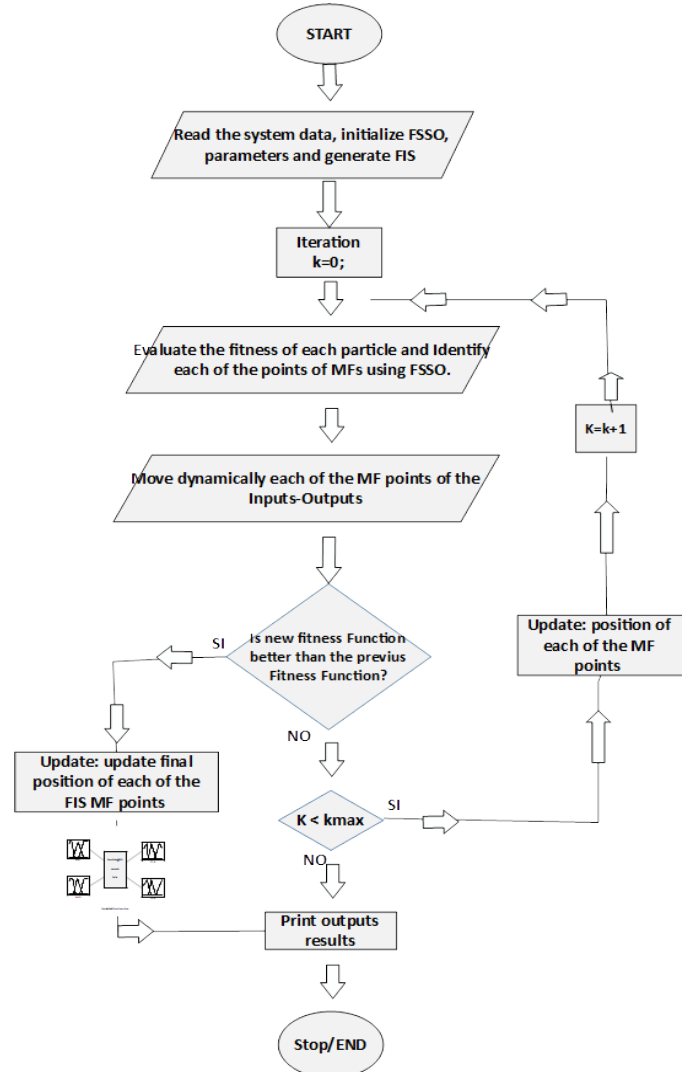 START
Read the system data, initialize FSSO,
parameters and generate FIS
Iteration
k=0;
Evaluate the fitness of each particle and Identify
each of the points of MFs using FSSO.
K=k+1
Move dynamically each of the MF points of the
Inputs-Outputs
Is new fitness Function
better than the previus
Fitness Function?
SI
NO
Update: position of
each of the MF
points
Update: update final
position of each of the
FIS MF points
K < kmax
SI
NO
Print outputs
results
Stop/END